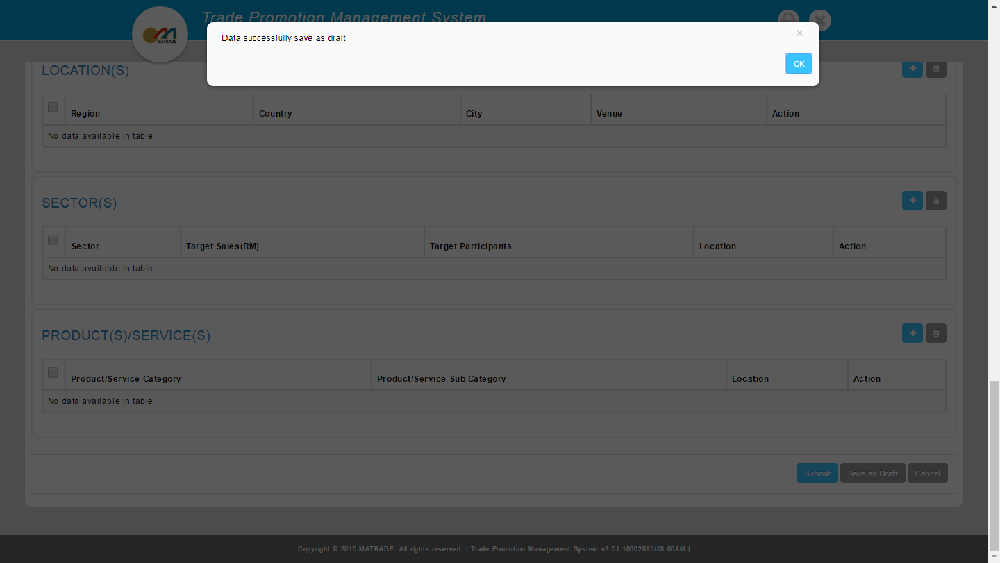 Trade Promotion Management System
MATRADE
Data successfully save as draft
×
OK
LOCATION(S)
Region Country City Venue Action
No data available in table
SECTOR(S)
Sector Target Sales(RM) Target Participants Location Action
No data available in table
PRODUCT(S)/SERVICE(S)
Product/Service Category Product/Service Sub Category Location Action
No data available in table
Submit Save as Draft Cancel
Copyright © 2015 MATRADE. All rights reserved. | Trade Promotion Management System v2.51 16062015/08:00AM |